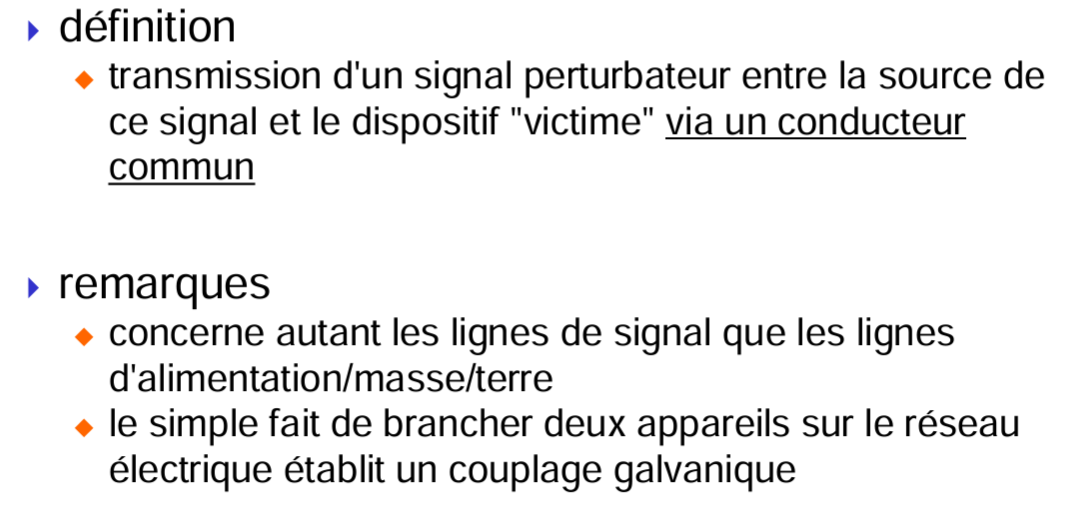 définition
transmission d'un signal perturbateur entre la source de
ce signal et le dispositif "victime" via un conducteur
commun
remarques
concerne autant les lignes de signal que les lignes
d'alimentation/masse/terre
le simple fait de brancher deux appareils sur le réseau
électrique établit un couplage galvanique